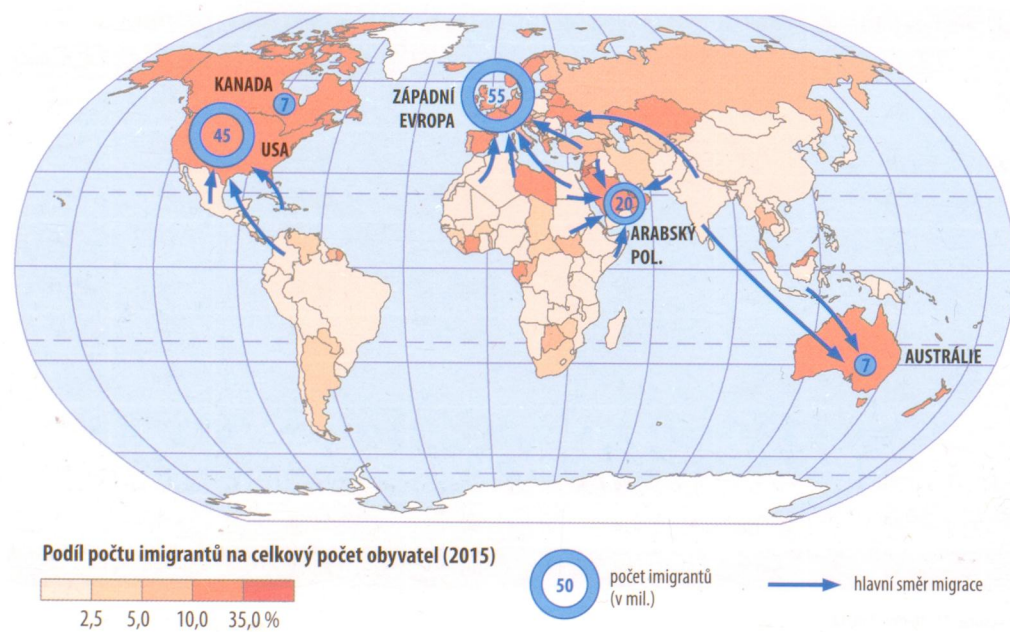 KANADA
7
45
USA
ZÁPADNÍ
EVROPA
55
20
ARABSKÝ
POL.
AUSTRÁLIE
7
Podíl počtu imigrantů na celkový počet obyvatel (2015)
2,5 5,0 10,0 35,0 %
50
počet imigrantů
(v mil.)
hlavní směr migrace